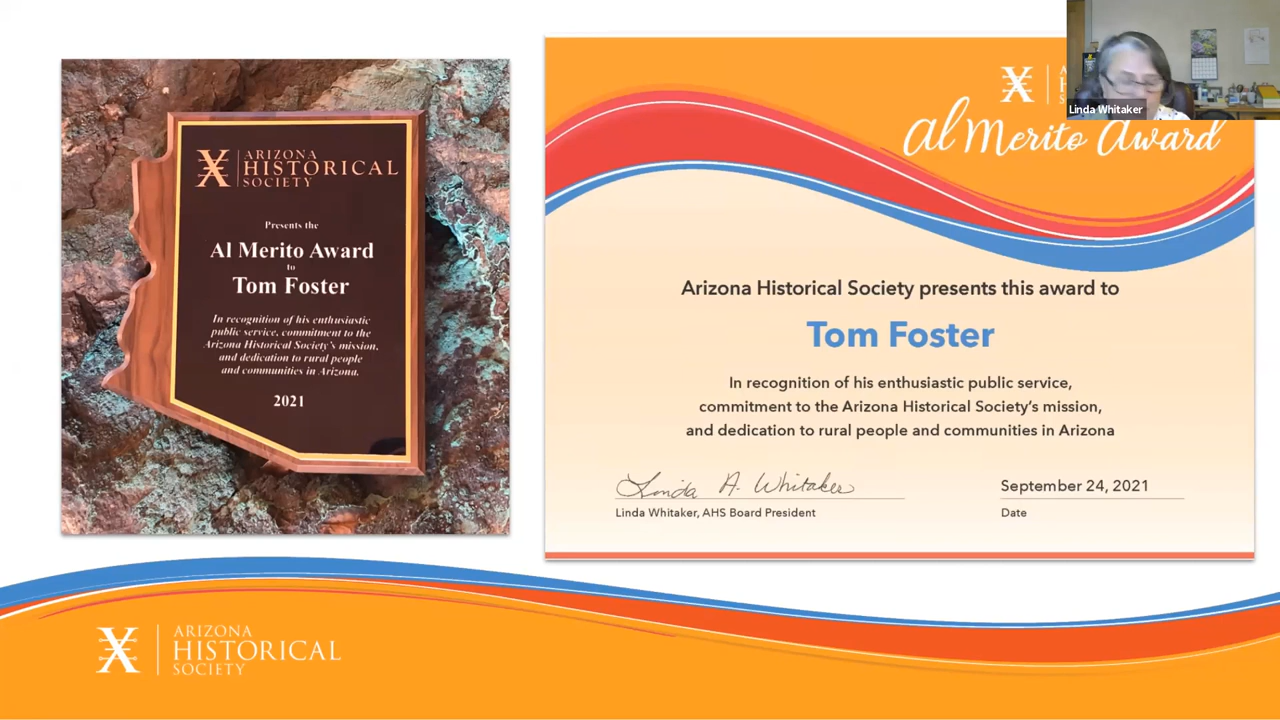 ARIZONA
HISTORICAL
SOCIETY
Presents the
Al Merito Award
to
Tom Foster
In recognition of his enthusiastic
public service, commitment to the
Arizona Historical Society's mission,
and dedication to rural people
and communities in Arizona.
2021
Linda Whitaker
al Merito Award
Arizona Historical Society presents this award to
Tom Foster
In recognition of his enthusiastic public service,
commitment to the Arizona Historical Society's mission,
and dedication to rural people and communities in Arizona
Linda A. Whitaker
September 24, 2021
Linda Whitaker, AHS Board President
Date
ARIZONA
HISTORICAL
SOCIETY